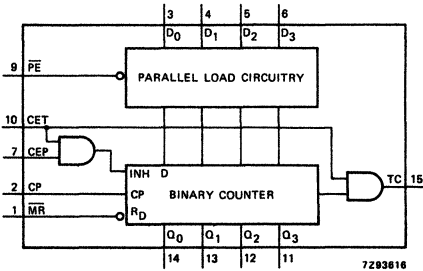 3 4 5 6
D0 D1 D2 D3
9 PE
PARALLEL LOAD CIRCUITRY
10 CET
7 CEP
INH D
TC 15
2 CP
CP BINARY COUNTER
1 MR
RD
Q0 Q1 Q2 Q3
14 13 12 11
7Z93616